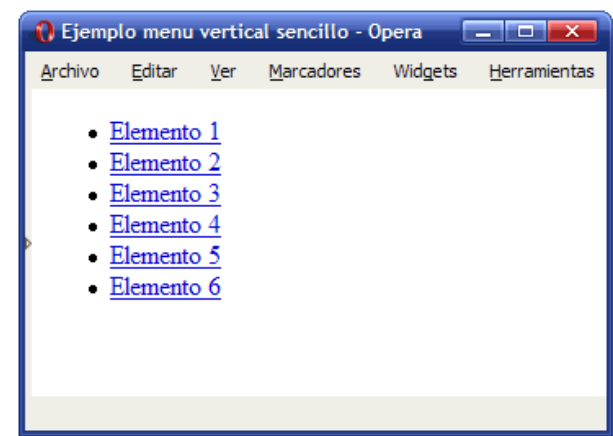 Ejemplo menu vertical sencillo - Opera
Archivo Editar Ver Marcadores Widgets Herramientas
Elemento 1
Elemento 2
Elemento 3
Elemento 4
Elemento 5
Elemento 6